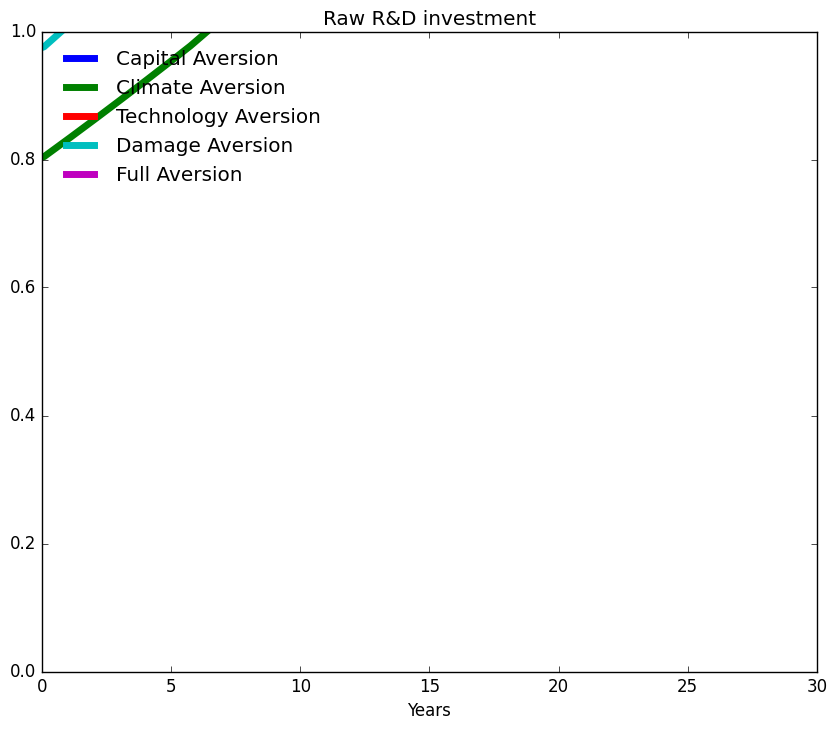 Raw R&D investment
1.0
Capital Aversion
Climate Aversion
Technology Aversion
Damage Aversion
Full Aversion
0.8
0.6
0.4
0.2
0.0
0 5 10 15 20 25 30
Years